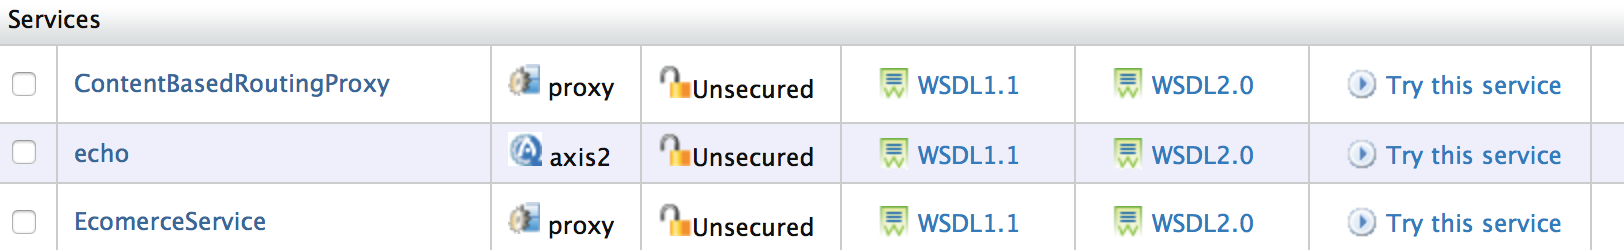 Services
ContentBasedRoutingProxy proxy Unsecured WSDL1.1 WSDL2.0 Try this service
echo axis2 Unsecured WSDL1.1 WSDL2.0 Try this service
EcomerceService proxy Unsecured WSDL1.1 WSDL2.0 Try this service